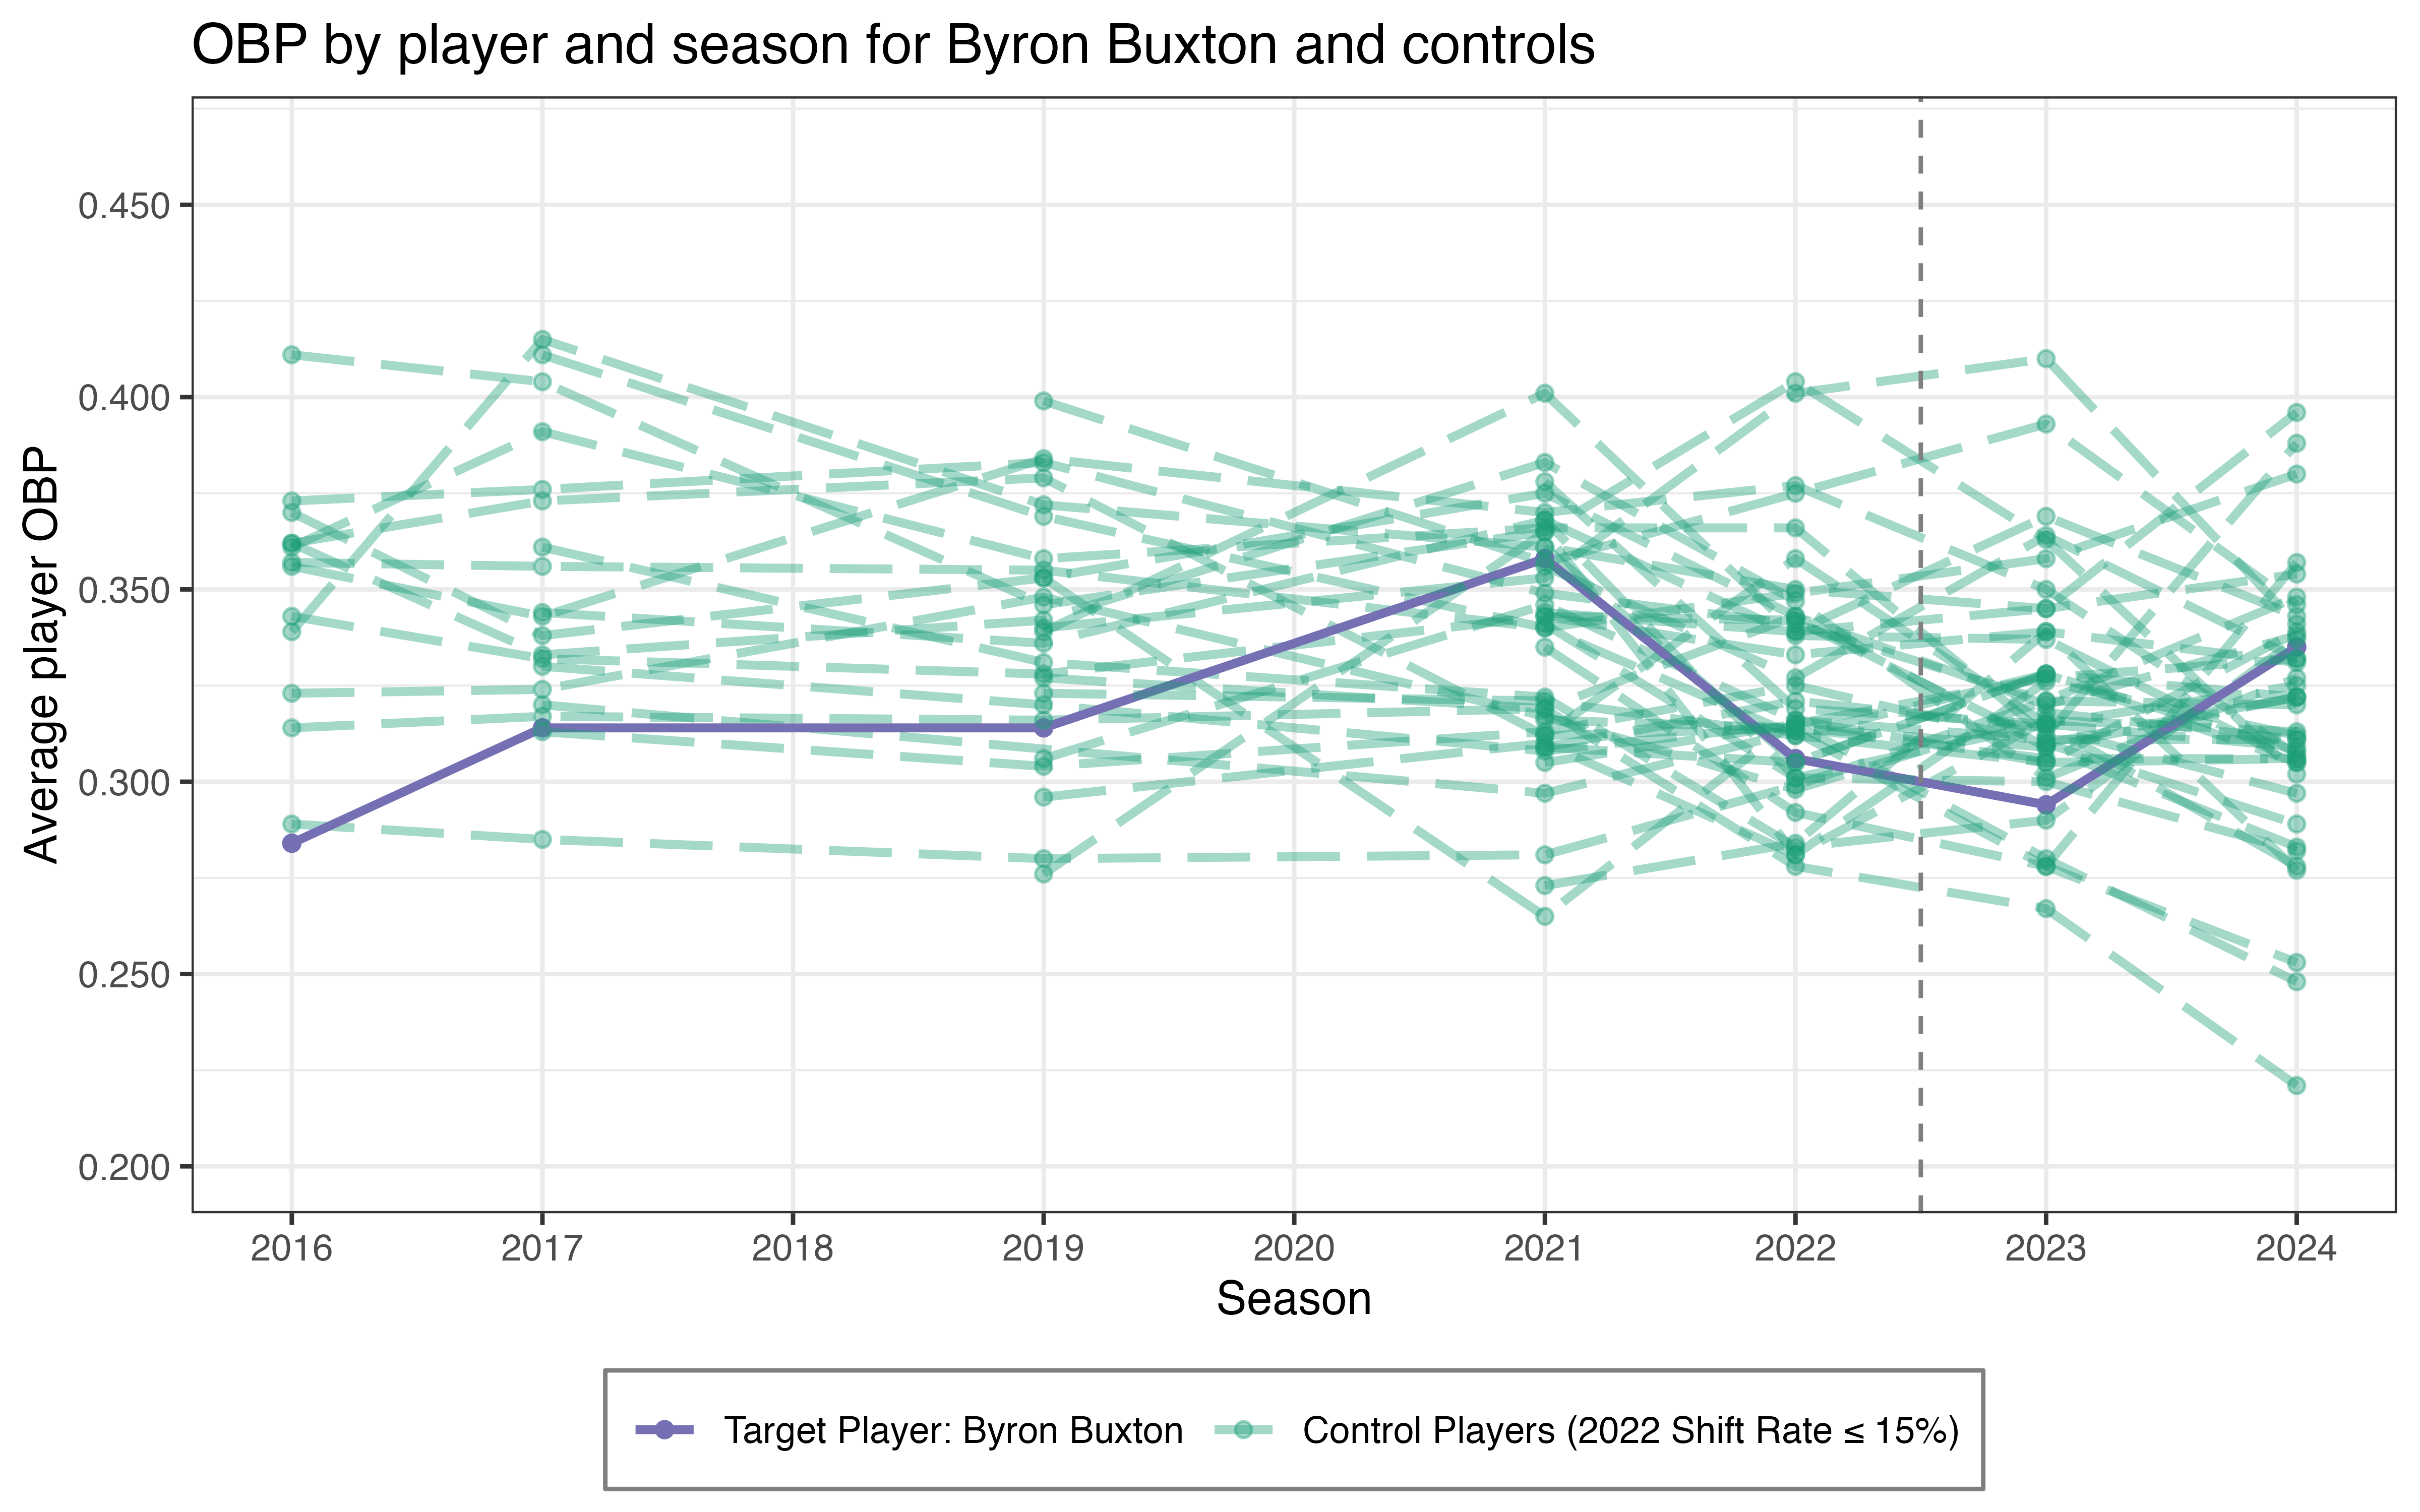 OBP by player and season for Byron Buxton and controls
Average player OBP
0.450
0.400
0.350
0.300
0.250
0.200
2016 2017 2018 2019 2020 2021 2022 2023 2024
Season
Target Player: Byron Buxton Control Players (2022 Shift Rate ≤ 15%)